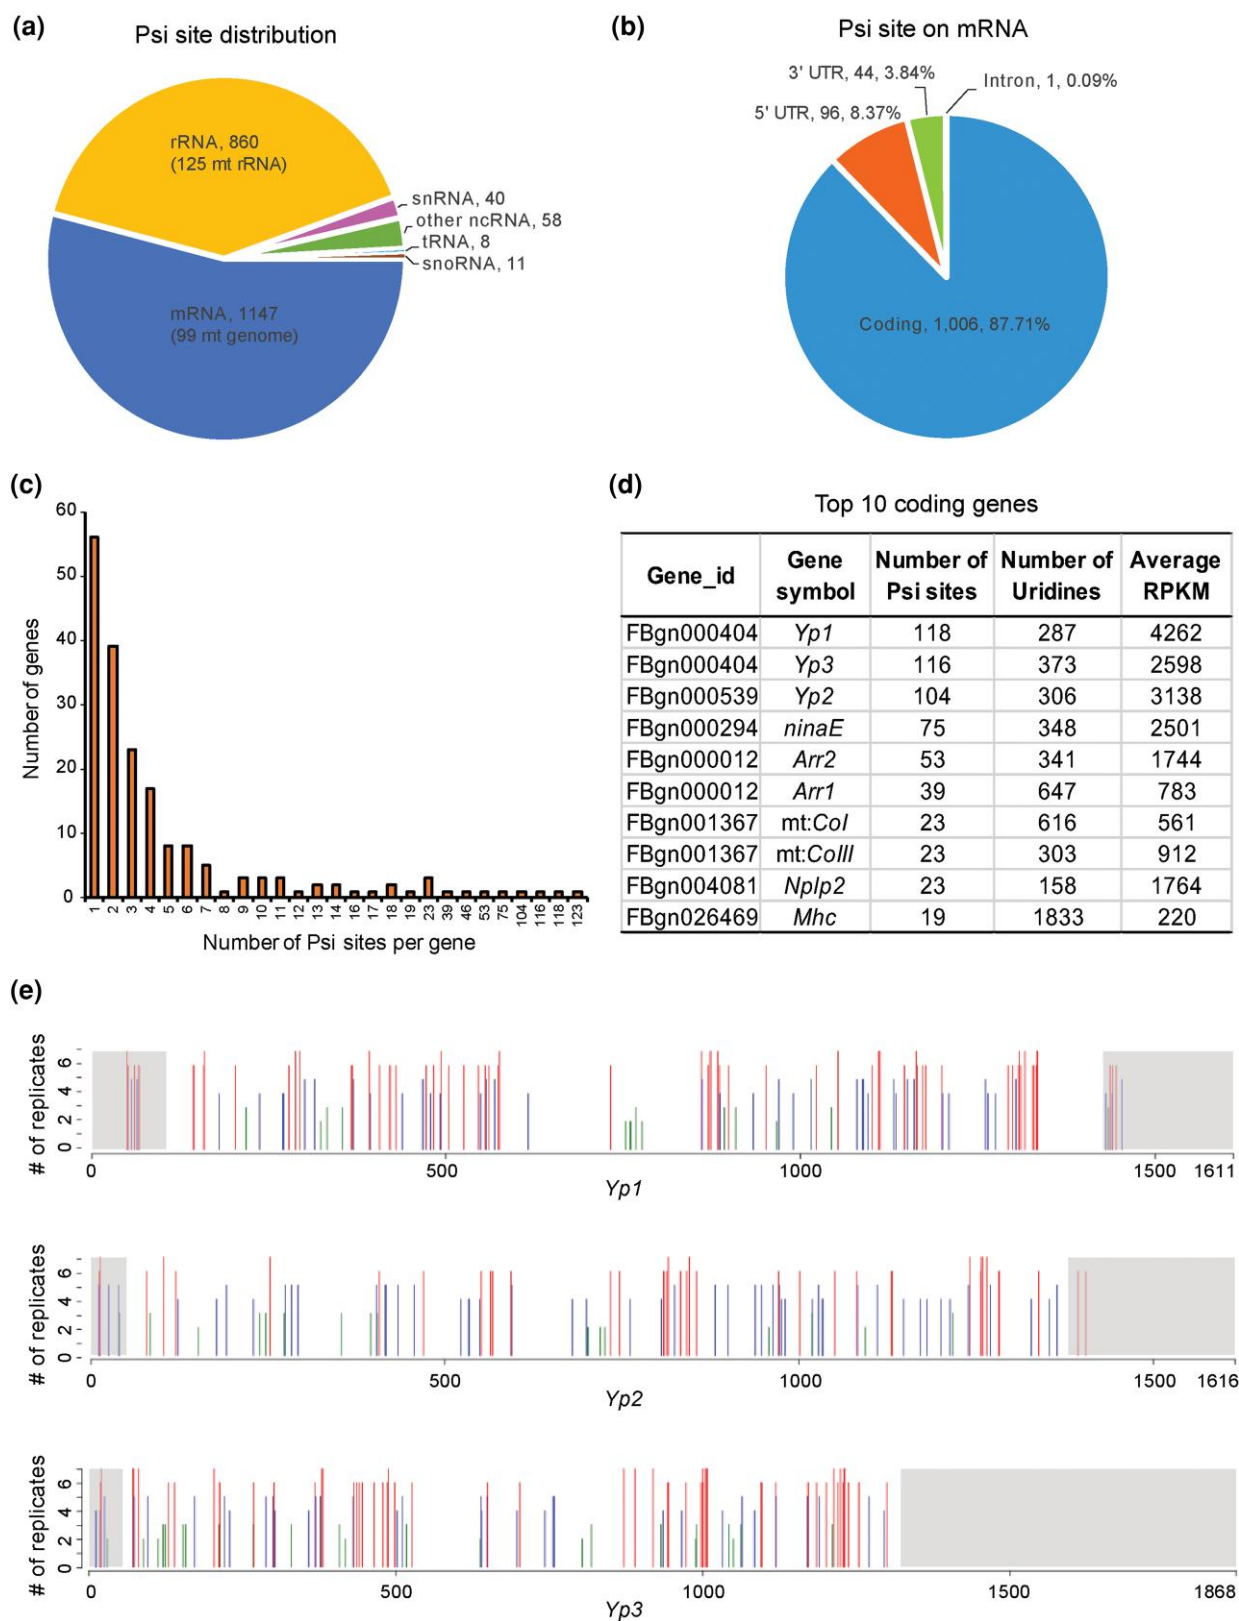 (a)
Psi site distribution
rRNA, 860
(125 mt rRNA)
snRNA, 40
other ncRNA, 58
tRNA, 8
snoRNA, 11
mRNA, 1147
(99 mt genome)
(b)
Psi site on mRNA
3' UTR, 44, 3.84%
Intron, 1, 0.09%
5' UTR, 96, 8.37%
Coding, 1,006, 87.71%
(c)
Number of genes
60
50
40
30
20
10
0
1 2 3 4 5 6 7 8 9 10 11 12 13 14 16 17 18 19 23 39 46 53 75 104 116 118 123
Number of Psi sites per gene
(d)
Top 10 coding genes
Gene_id Gene symbol Number of Psi sites Number of Uridines Average RPKM
FBgn000404 Yp1 118 287 4262
FBgn000404 Yp3 116 373 2598
FBgn000539 Yp2 104 306 3138
FBgn000294 ninaE 75 348 2501
FBgn000012 Arr2 53 341 1744
FBgn000012 Arr1 39 647 783
FBgn001367 mt:CoI 23 616 561
FBgn001367 mt:CoIII 23 303 912
FBgn004081 Nplp2 23 158 1764
FBgn026469 Mhc 19 1833 220
(e)
# of replicates
6
4
2
0
0 500 1000 1500 1611
Yp1
# of replicates
6
4
2
0
0 500 1000 1500 1616
Yp2
# of replicates
6
4
2
0
0 500 1000 1500 1868
Yp3